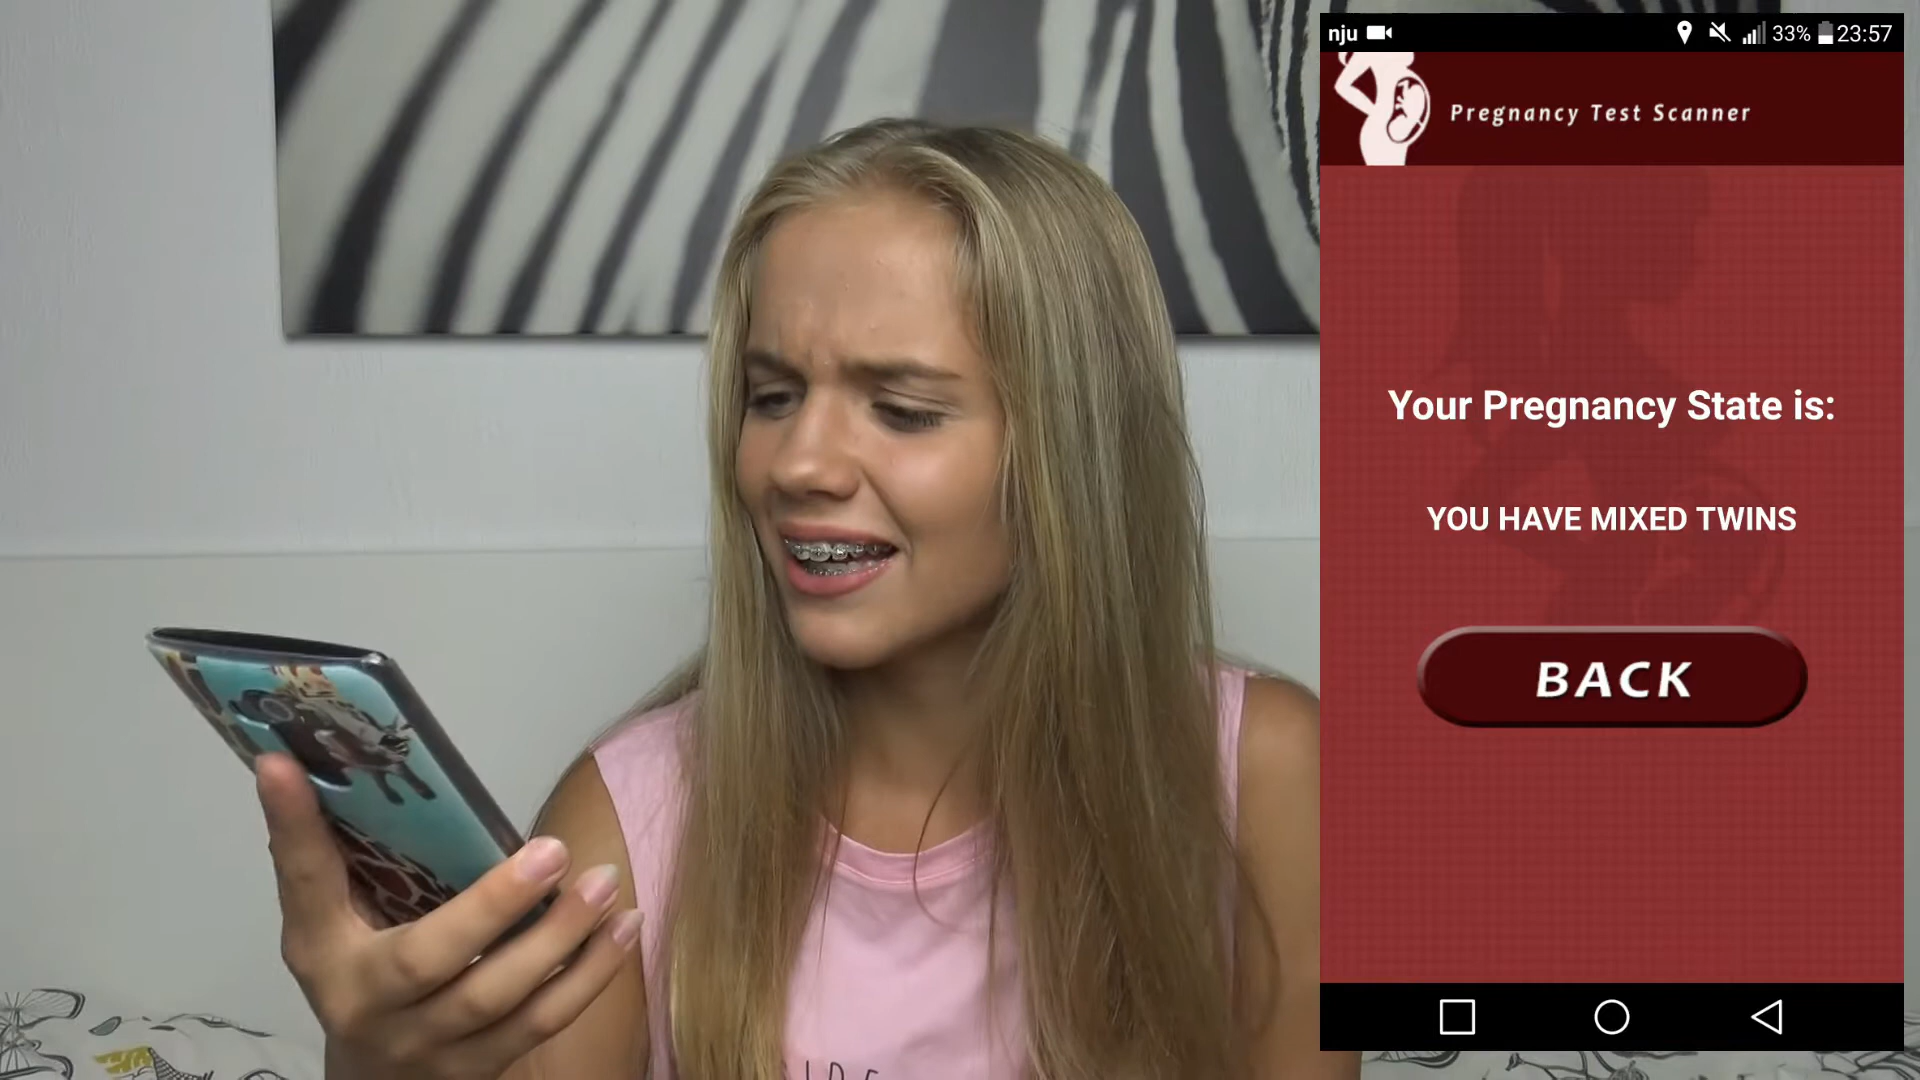 nju 33% 23:57
Pregnancy Test Scanner
Your Pregnancy State is:
YOU HAVE MIXED TWINS
BACK